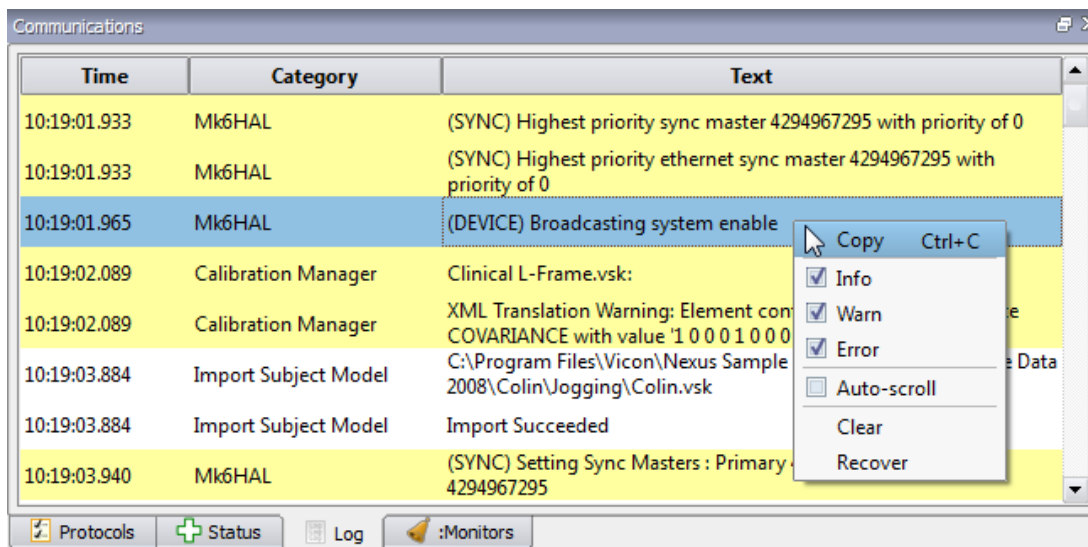 Communications
Time Category Text
10:19:01.933 Mk6HAL (SYNC) Highest priority sync master 4294967295 with priority of 0
10:19:01.933 Mk6HAL (SYNC) Highest priority ethernet sync master 4294967295 with
priority of 0
10:19:01.965 Mk6HAL (DEVICE) Broadcasting system enable
Copy Ctrl+C
10:19:02.089 Calibration Manager Clinical L-Frame.vsk:
Info
10:19:02.089 Calibration Manager XML Translation Warning: Element
COVARIANCE with value '1 0 0 0 1 0 0 0
Warn
Error
10:19:03.884 Import Subject Model C:\Program Files\Vicon\Nexus Sample Data
2008\Colin\Jogging\Colin.vsk
Auto-scroll
10:19:03.884 Import Subject Model Import Succeeded
Clear
10:19:03.940 Mk6HAL (SYNC) Setting Sync Masters : Primary
4294967295
Recover
Protocols Status Log :Monitors